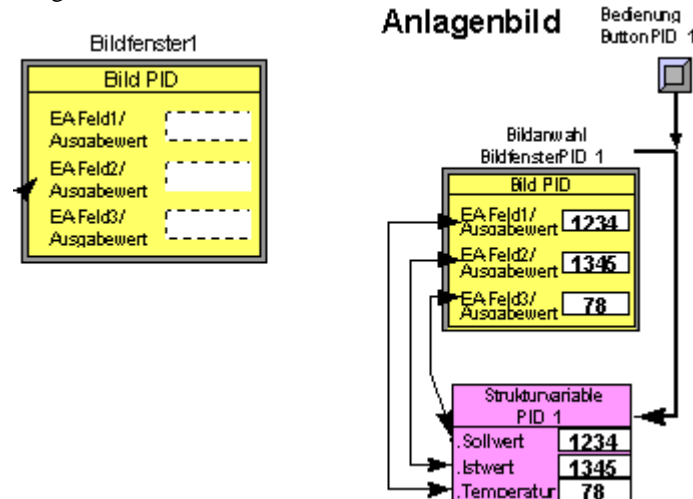 Bildfenster1
Bild PID
EA-Feld1/
Ausgabewert
EA-Feld2/
Ausgabewert
EA-Feld3/
Ausgabewert
Anlagenbild
Bedienung
Button PID 1
Bildanwahl
BildfensterPID 1
Bild PID
EA-Feld1/
Ausgabewert 1234
EA-Feld2/
Ausgabewert 1345
EA-Feld3/
Ausgabewert 78
Strukturvariable
PID 1
.Sollwert 1234
.Istwert 1345
.Temperatur 78